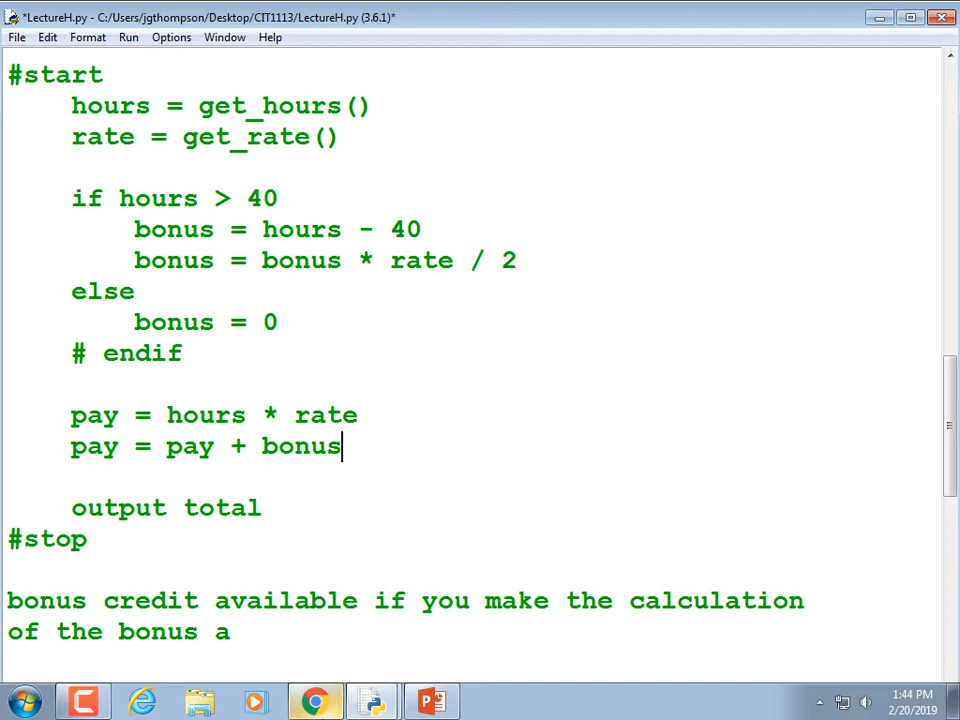 *LectureH.py - C:/Users/jgthompson/Desktop/CIT1113/LectureH.py (3.6.1)*
File Edit Format Run Options Window Help
#start
    hours = get_hours()
    rate = get_rate()

    if hours > 40
        bonus = hours - 40
        bonus = bonus * rate / 2
    else
        bonus = 0
    # endif

    pay = hours * rate
    pay = pay + bonus

    output total
#stop

bonus credit available if you make the calculation
of the bonus a
1:44 PM
2/20/2019